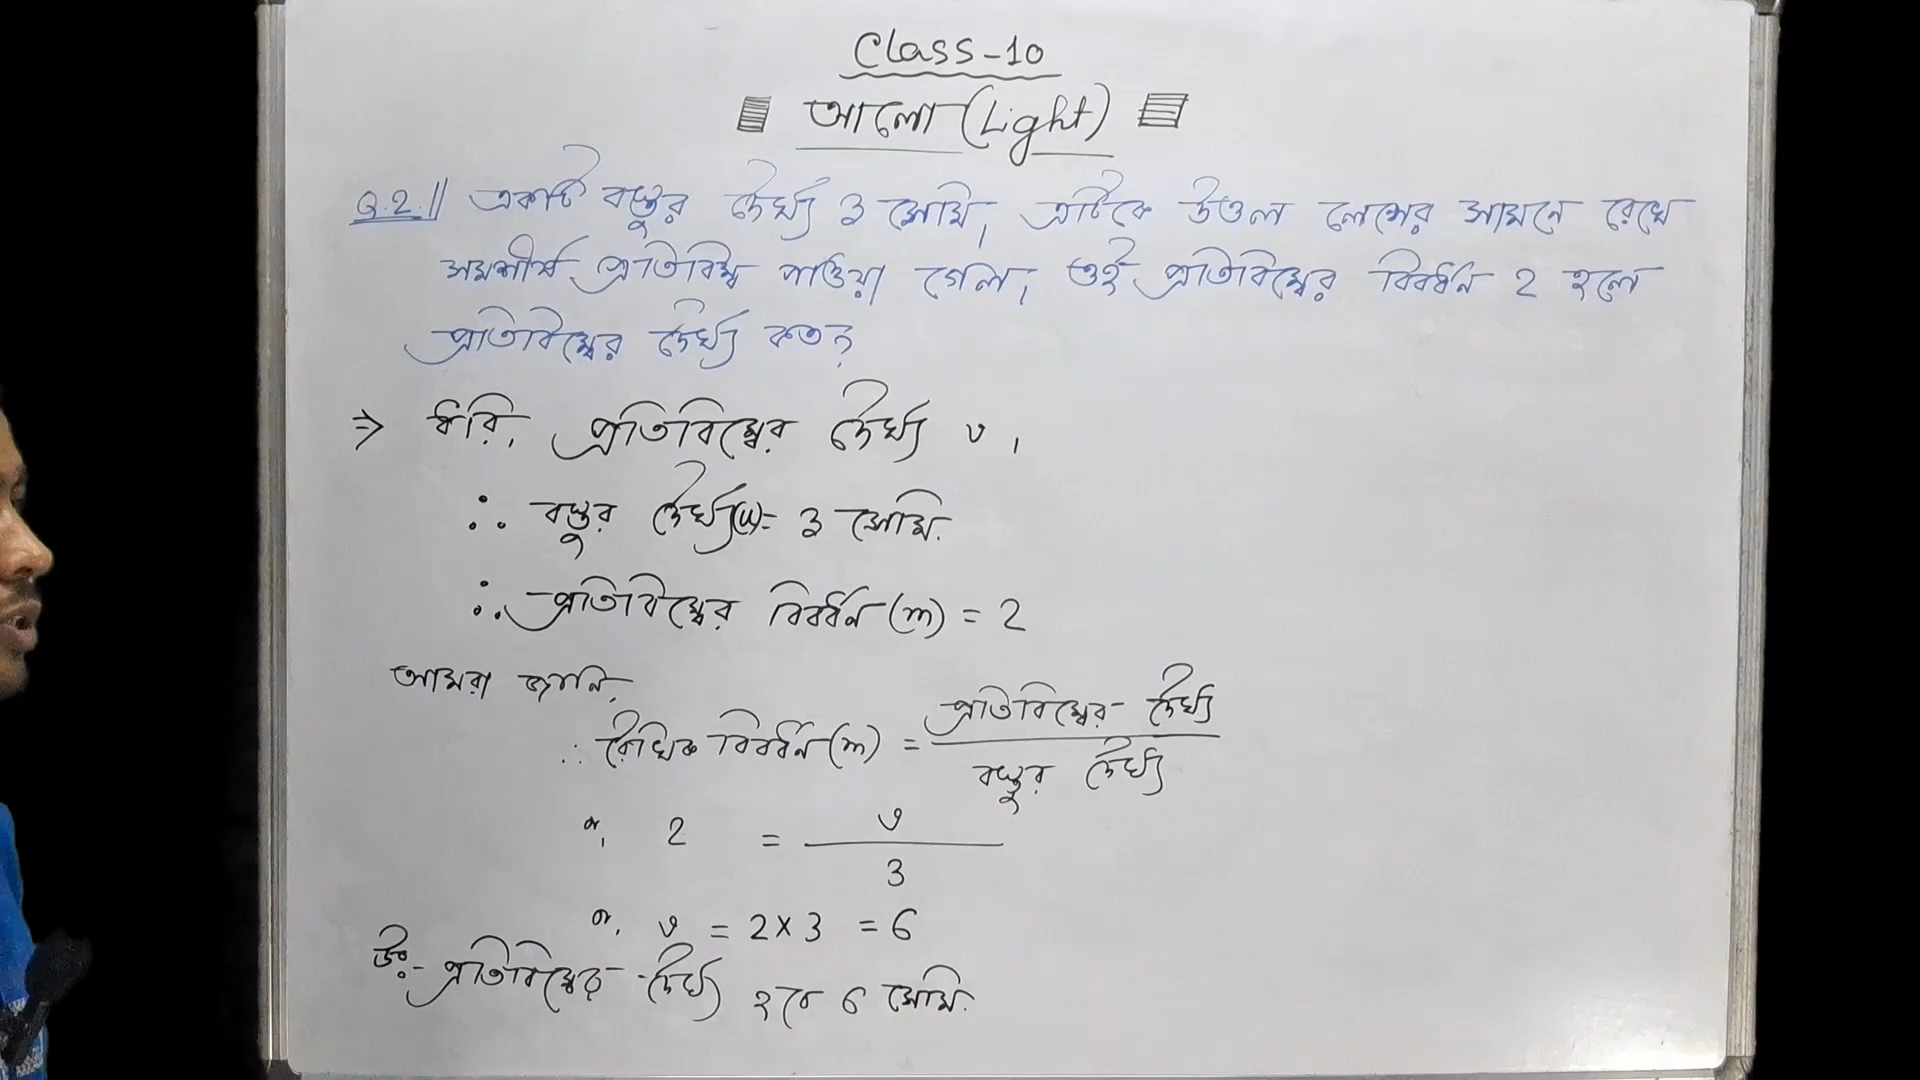 Class-10
আলো (Light)
Q.2.|| একটি বস্তুর দৈর্ঘ্য 3 সেমি, এটিকে উত্তল লেন্সের সামনে রেখে
সমশীর্ষ প্রতিবিম্ব পাওয়া গেল, ওই প্রতিবিম্বের বিবর্ধন 2 হলে
প্রতিবিম্বের দৈর্ঘ্য কত?
⇒ ধরি, প্রতিবিম্বের দৈর্ঘ্য v,
∴ বস্তুর দৈর্ঘ্য(u)= 3 সেমি.
∴ প্রতিবিম্বের বিবর্ধন (m) = 2
আমরা জানি,
∴ রৈখিক বিবর্ধন (m) = প্রতিবিম্বের দৈর্ঘ্য / বস্তুর দৈর্ঘ্য
or, 2 = v / 3
or, v = 2×3 = 6
উঃ- প্রতিবিম্বের দৈর্ঘ্য হবে 6 সেমি.